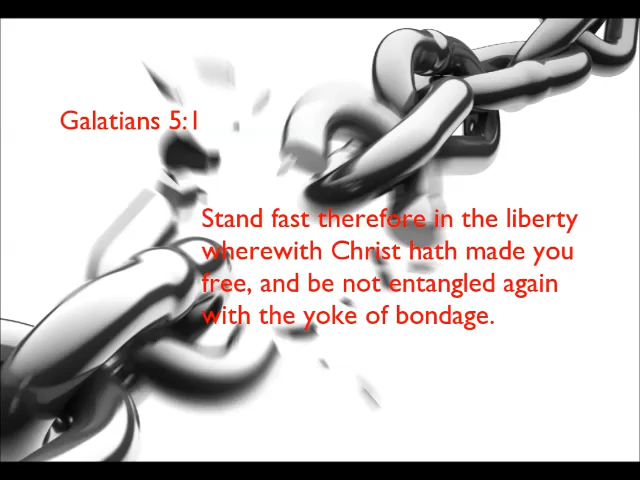 Galatians 5:1
Stand fast therefore in the liberty
wherewith Christ hath made you
free, and be not entangled again
with the yoke of bondage.